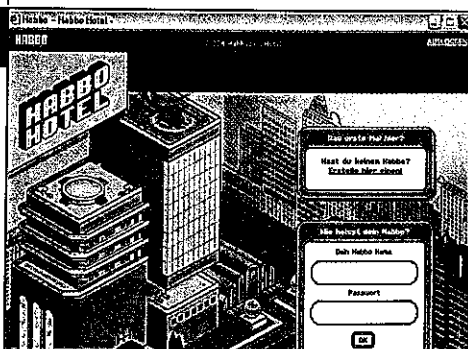 Habbo - Habbo Hotel
HABBO
HABBO
HOTEL
Das erste Mal hier?
Hast du keinen Habbo?
Erstelle hier einen!
Wie heisst dein Habbo?
Dein Habbo Name
Passwort
OK